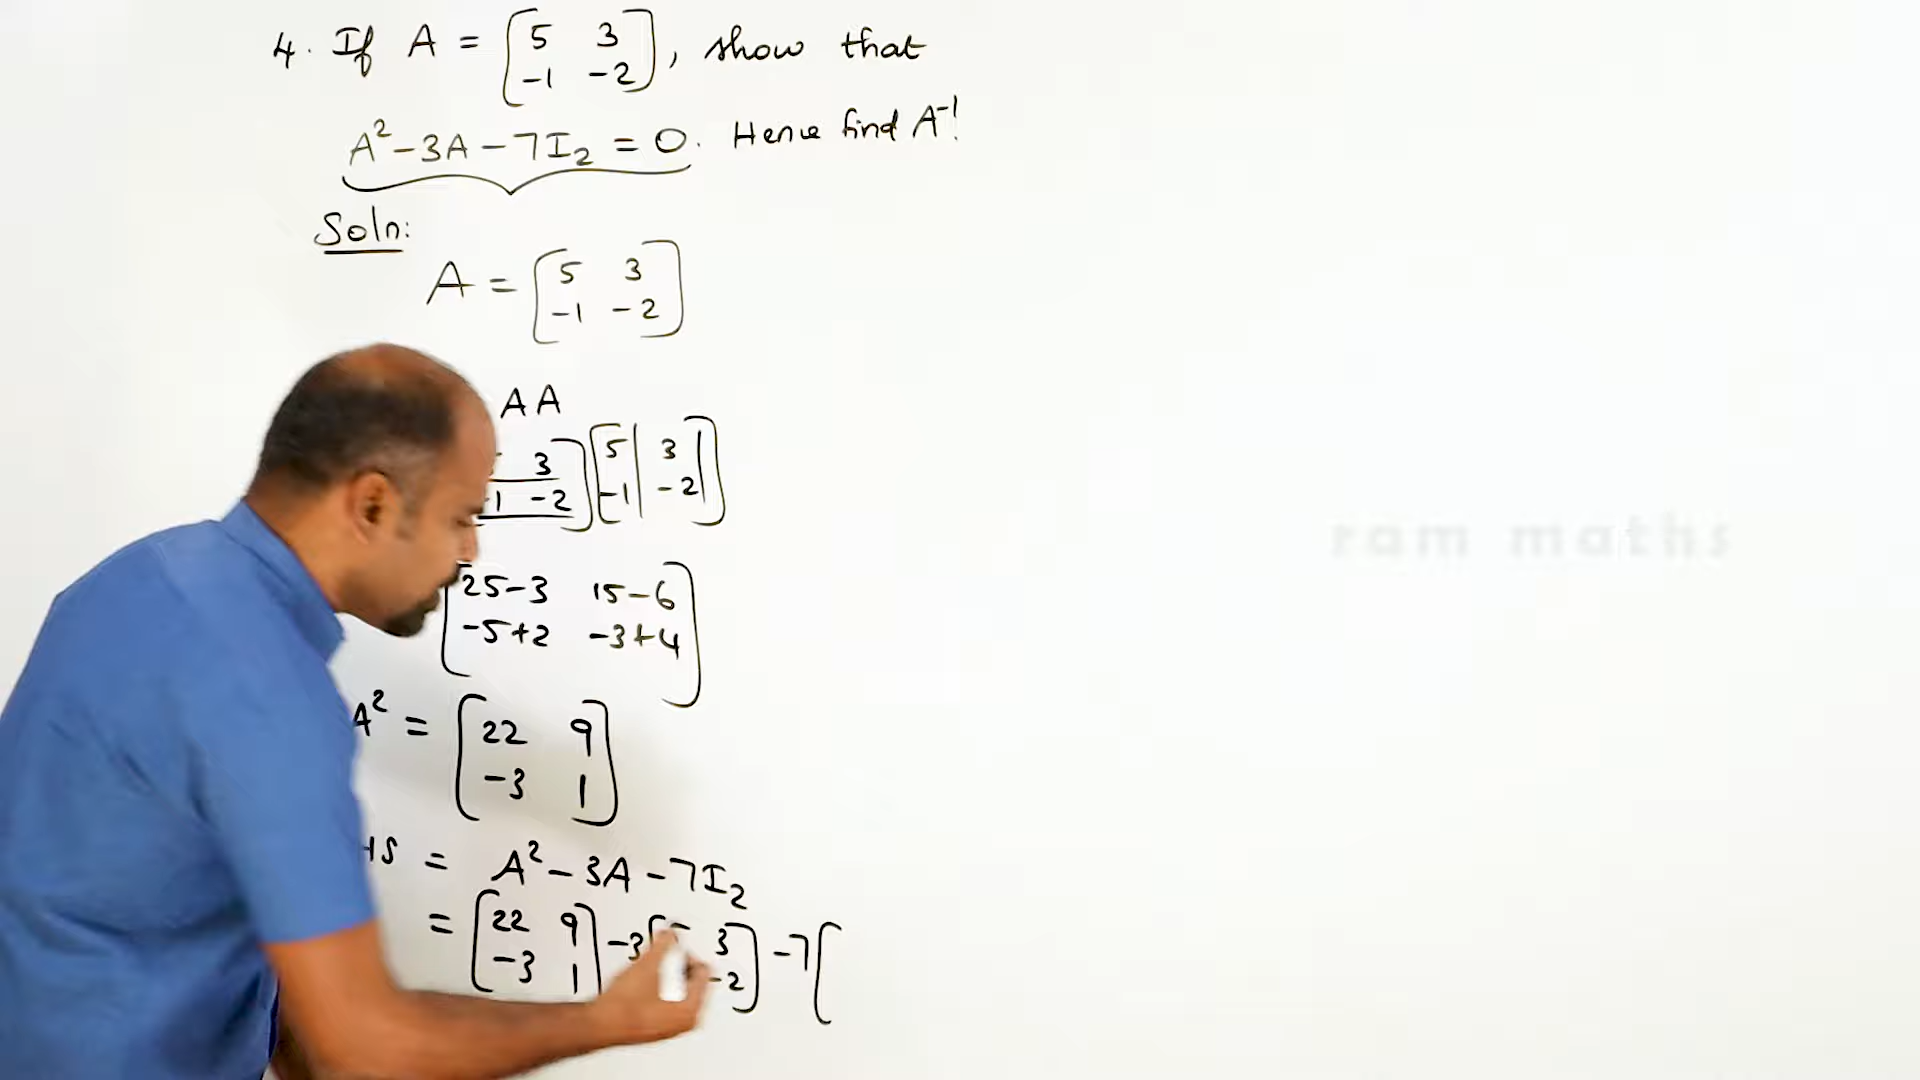 4. If A = [5 3 -1 -2], show that
A² - 3A - 7I₂ = 0. Hence find A⁻¹.
Soln:
A = [5 3 -1 -2]
AA
3 -1 -2] [5 3 -1 -2]
[25-3 15-6 -5+2 -3+4]
A² = [22 9 -3 1]
HS = A² - 3A - 7I₂
= [22 9 -3 1] -3[ 3 -2] -7[
ram maths